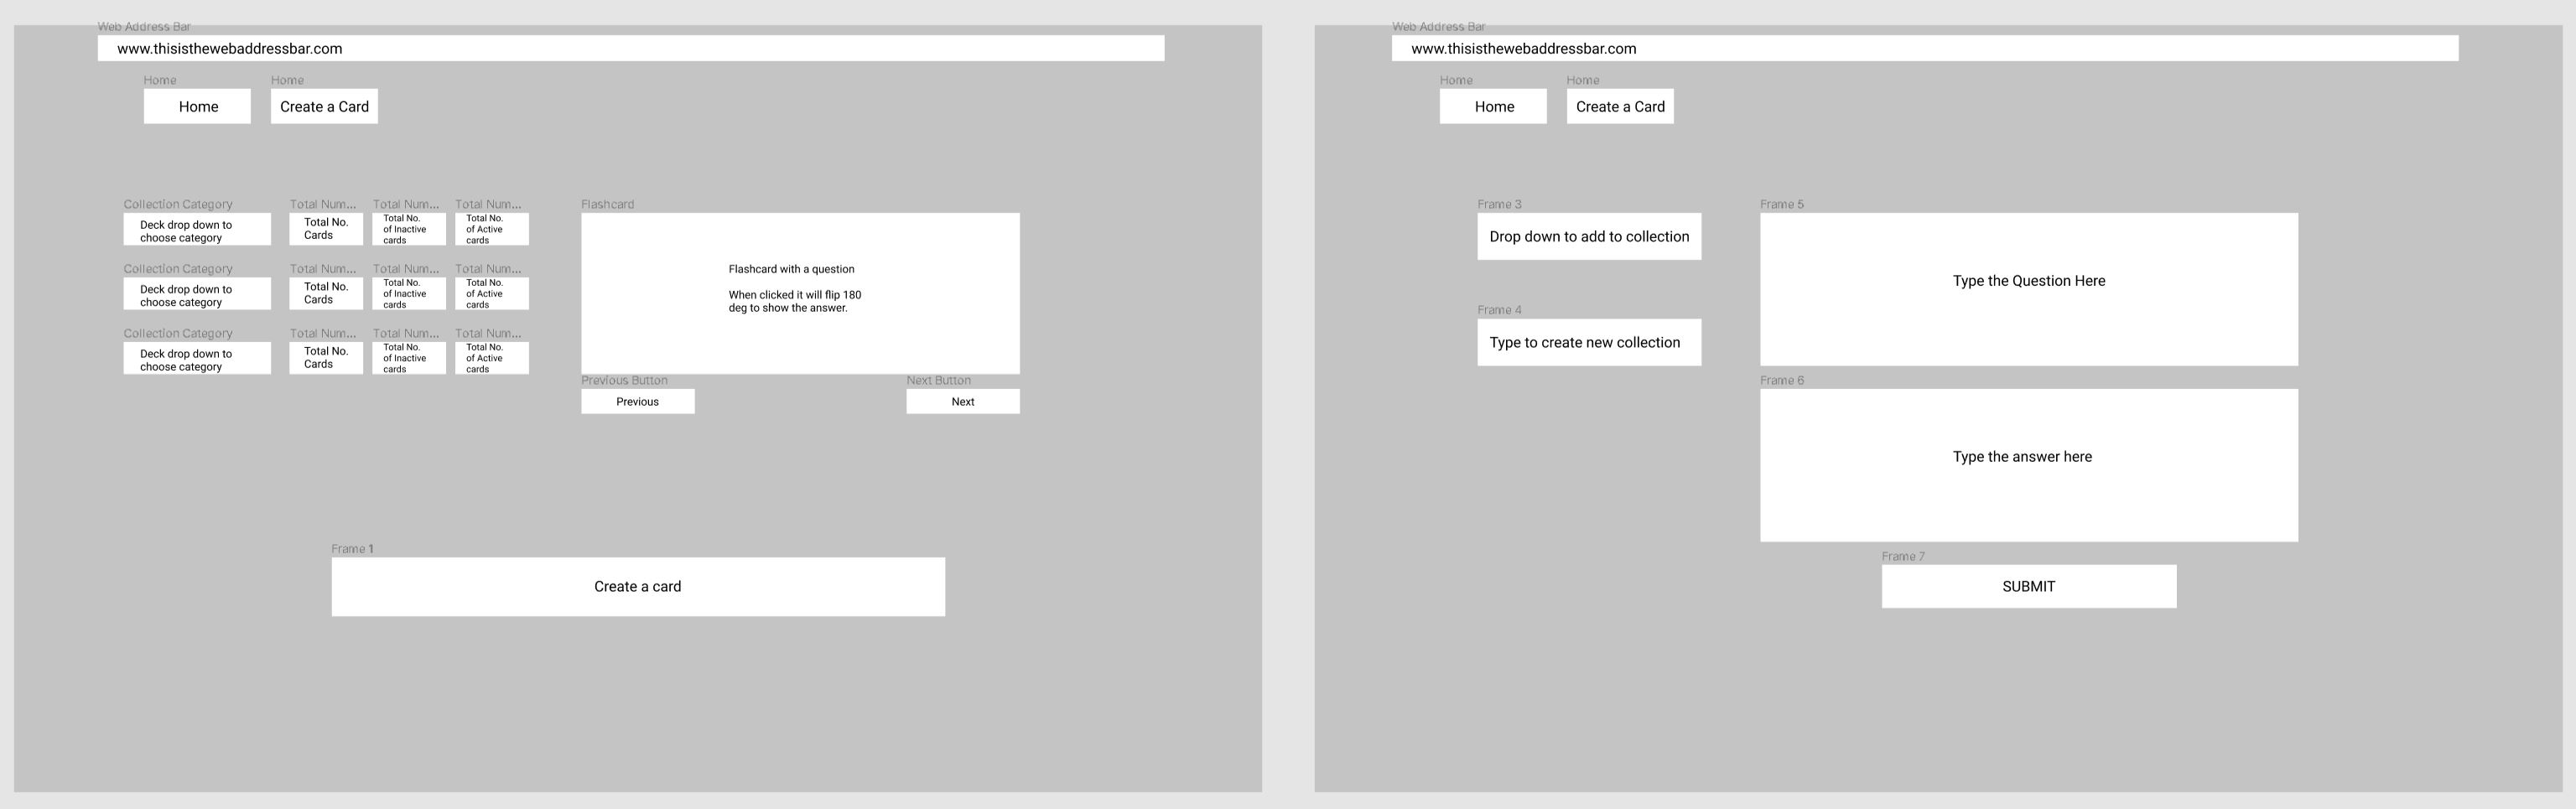 Web Address Bar
www.thisisthewebaddressbar.com
Home
Home
Home
Create a Card
Collection Category
Total Num...
Total Num...
Total Num...
Deck drop down to
choose category
Total No.
Cards
Total No.
of Inactive
cards
Total No.
of Active
cards
Collection Category
Total Num...
Total Num...
Total Num...
Deck drop down to
choose category
Total No.
Cards
Total No.
of Inactive
cards
Total No.
of Active
cards
Collection Category
Total Num...
Total Num...
Total Num...
Deck drop down to
choose category
Total No.
Cards
Total No.
of Inactive
cards
Total No.
of Active
cards
Flashcard
Flashcard with a question
When clicked it will flip 180
deg to show the answer.
Previous Button
Next Button
Previous
Next
Frame 1
Create a card
Web Address Bar
www.thisisthewebaddressbar.com
Home
Home
Home
Create a Card
Frame 3
Drop down to add to collection
Frame 4
Type to create new collection
Frame 5
Type the Question Here
Frame 6
Type the answer here
Frame 7
SUBMIT